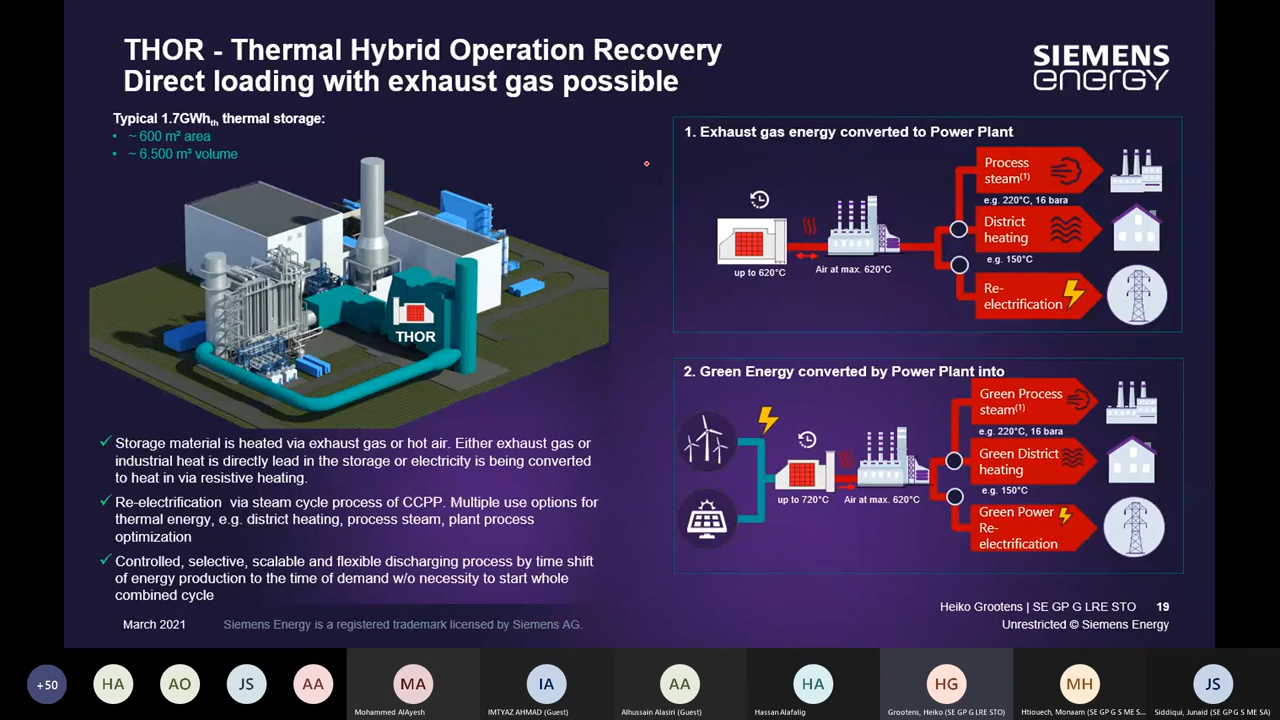 THOR - Thermal Hybrid Operation Recovery
Direct loading with exhaust gas possible
SIEMENS
energy
Typical 1.7GWhth thermal storage:
• ~ 600 m² area
• ~ 6.500 m³ volume
THOR
✓ Storage material is heated via exhaust gas or hot air. Either exhaust gas or
industrial heat is directly lead in the storage or electricity is being converted
to heat in via resistive heating.
✓ Re-electrification via steam cycle process of CCPP. Multiple use options for
thermal energy, e.g. district heating, process steam, plant process
optimization
✓ Controlled, selective, scalable and flexible discharging process by time shift
of energy production to the time of demand w/o necessity to start whole
combined cycle
1. Exhaust gas energy converted to Power Plant
up to 620°C
Air at max. 620°C
Process
steam(1)
e.g. 220°C, 16 bara
District
heating
e.g. 150°C
Re-
electrification
2. Green Energy converted by Power Plant into
up to 720°C
Air at max. 620°C
Green Process
steam(1)
e.g. 220°C, 16 bara
Green District
heating
e.g. 150°C
Green Power
Re-
electrification
March 2021
Siemens Energy is a registered trademark licensed by Siemens AG.
Heiko Grootens | SE GP G LRE STO 19
Unrestricted © Siemens Energy
+50
HA
AO
JS
AA
MA
Mohammed AlAyesh
IA
IMTYAZ AHMAD (Guest)
AA
Alhussain Alasiri (Guest)
HA
Hassan Alafalig
HG
Grootens, Heiko (SE GP G LRE STO)
MH
Htiouech, Monaam (SE GP G S ME S...
JS
Siddiqui, Junaid (SE GP G S ME SA)